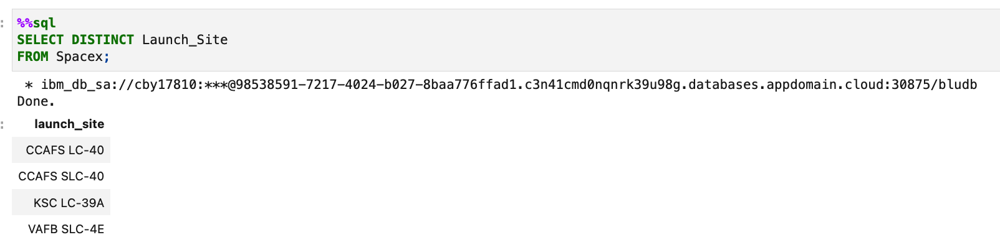 %%sql
SELECT DISTINCT Launch_Site
FROM Spacex;
* ibm_db_sa://cby17810:***@98538591-7217-4024-b027-8baa776ffad1.c3n41cmd0nqnrk39u98g.databases.appdomain.cloud:30875/bludb
Done.
launch_site
CCAFS LC-40
CCAFS SLC-40
KSC LC-39A
VAFB SLC-4E